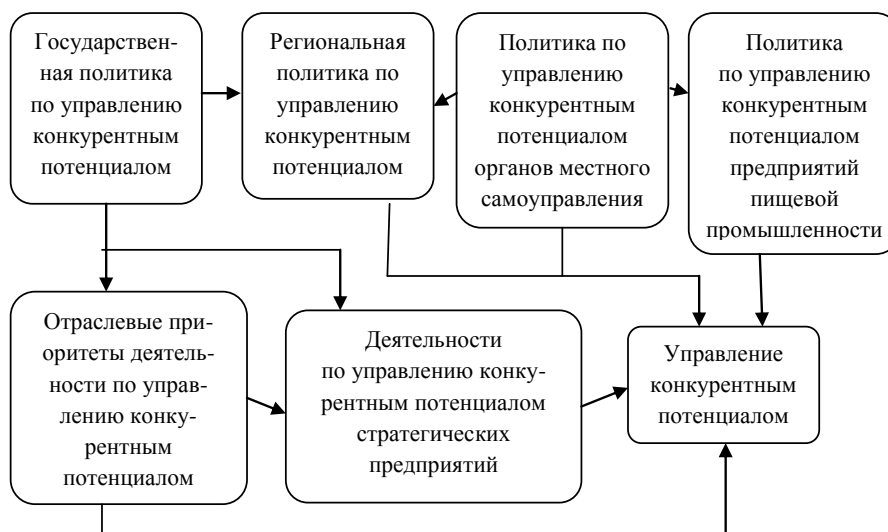 Государствен-
ная политика
по управлению
конкурентным
потенциалом
Региональная
политика по
управлению
конкурентным
потенциалом
Политика по
управлению
конкурентным
потенциалом
органов местного
самоуправления
Политика
по управлению
конкурентным
потенциалом
предприятий
пищевой
промышленности
Отраслевые при-
оритеты деятель-
ности по управ-
лению конку-
рентным
потенциалом
Деятельности
по управлению конку-
рентным потенциалом
стратегических
предприятий
Управление
конкурентным
потенциалом